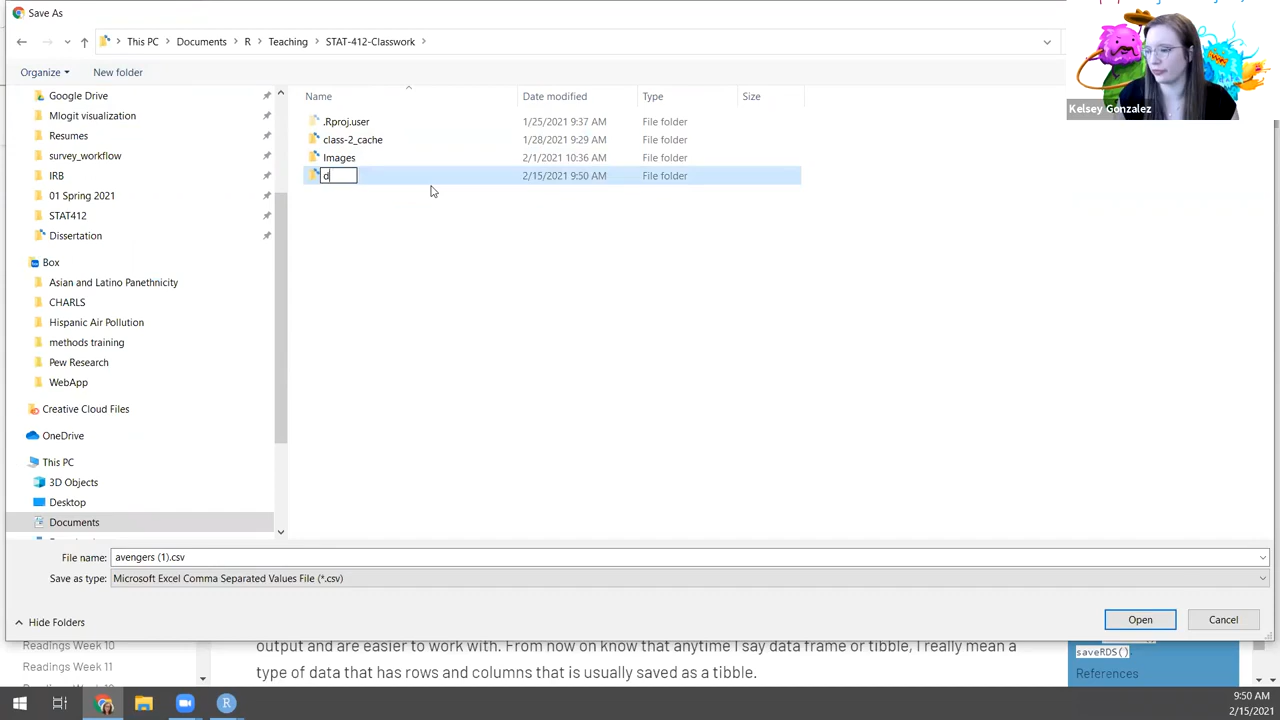 Save As
This PC > Documents > R > Teaching > STAT-412-Classwork >
Kelsey Gonzalez
Organize
New folder
Name
Date modified
Type
Size
Google Drive
Mlogit visualization
Resumes
survey_workflow
IRB
01 Spring 2021
STAT412
Dissertation
Box
Asian and Latino Panethnicity
CHARLS
Hispanic Air Pollution
methods training
Pew Research
WebApp
Creative Cloud Files
OneDrive
This PC
3D Objects
Desktop
Documents
.Rproj.user 1/25/2021 9:37 AM File folder
class-2_cache 1/28/2021 9:29 AM File folder
Images 2/1/2021 10:36 AM File folder
d 2/15/2021 9:50 AM File folder
File name: avengers (1).csv
Save as type: Microsoft Excel Comma Separated Values File (*.csv)
Hide Folders
Open
Cancel
Readings Week 10
Readings Week 11
output and are easier to work with. From now on know that anytime I say data frame or tibble, I really mean a
type of data that has rows and columns that is usually saved as a tibble.
saveRDS()
References
9:50 AM
2/15/2021